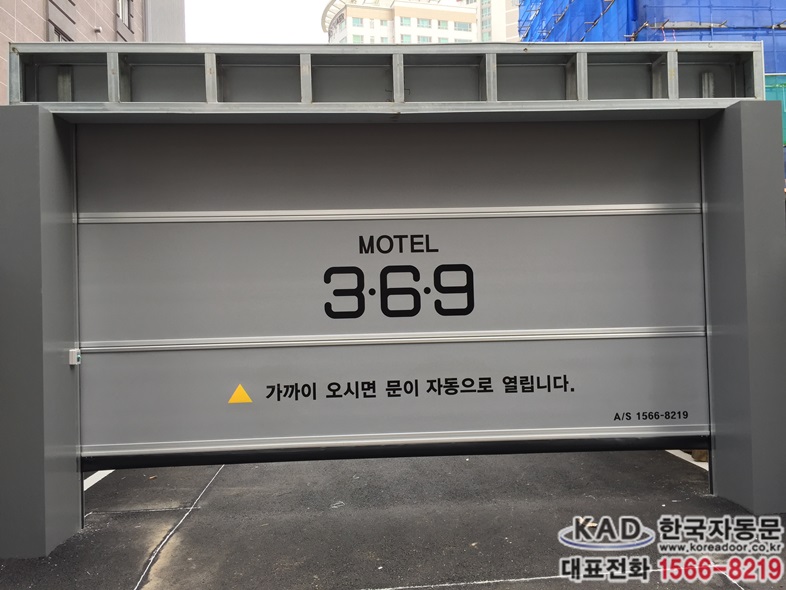 MOTEL
3·6·9
가까이 오시면 문이 자동으로 열립니다.
A/S 1566-8219
KAD 한국자동문
www.koreadoor.co.kr
대표전화 1566-8219